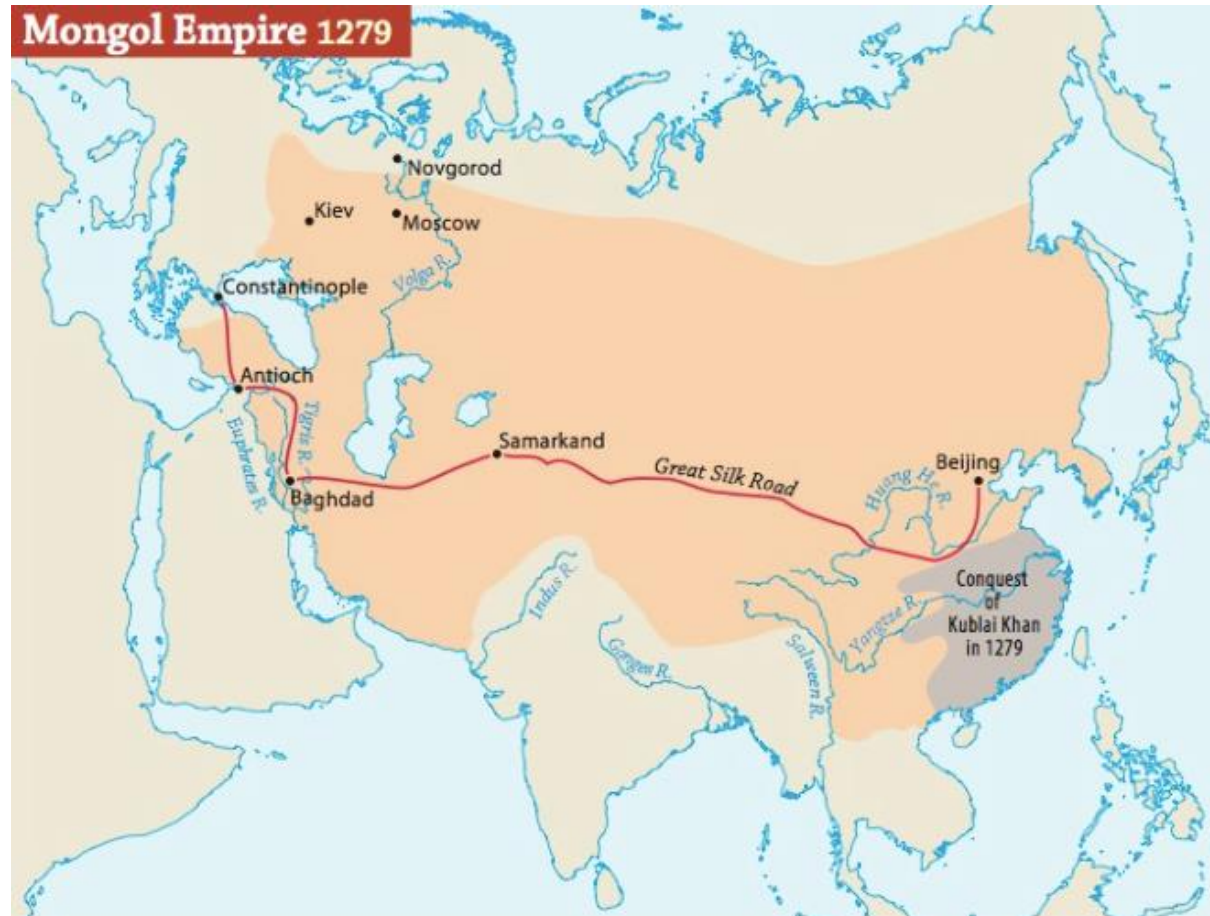 Mongol Empire 1279
Novgorod
Kiev
Moscow
Volga R.
Constantinople
Antioch
Tigris R.
Euphrates R.
Samarkand
Great Silk Road
Beijing
Baghdad
Huang He R.
Conquest
of
Kublai Khan
in 1279
Indus R.
Yangtze R.
Ganges R.
Salween R.